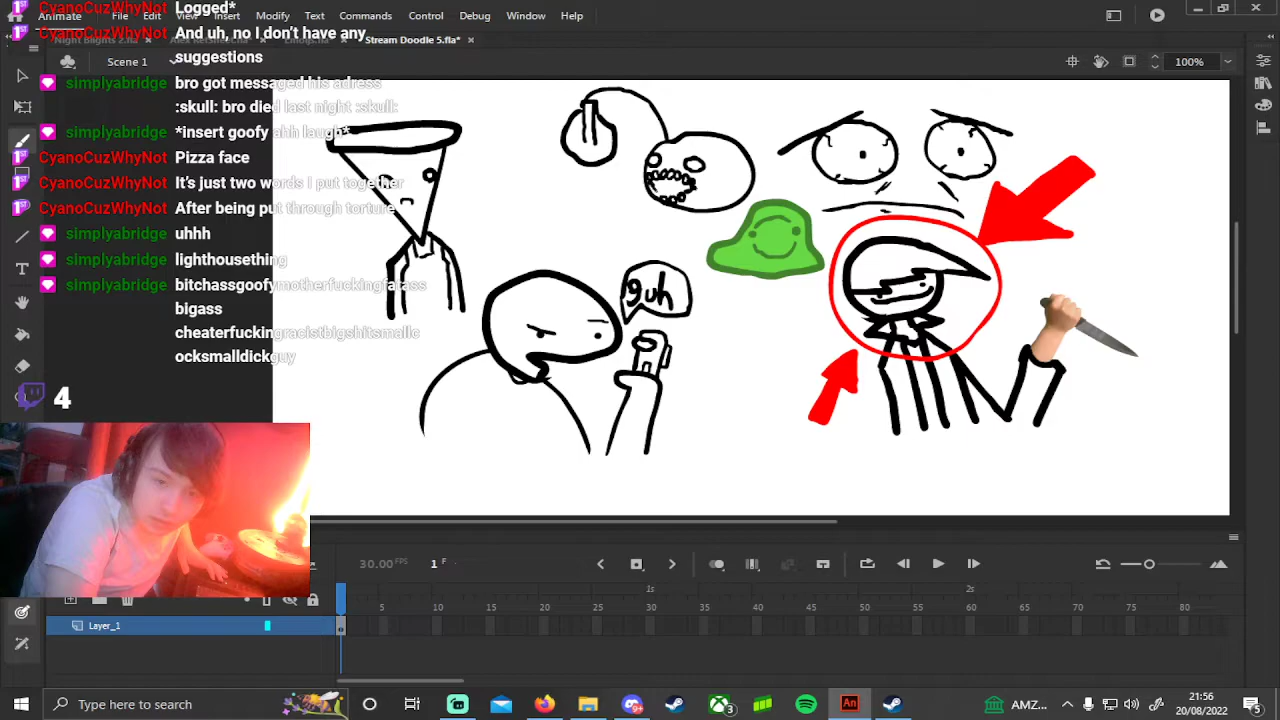 CyanoCuzWhyNot Logged*
Animate File Edit View Insert Modify Text Commands Control Debug Window Help
CyanoCuzWhyNot And uh, no I don't have any
suggestions
Stream Doodle 5.fla* ×
Scene 1
100%
simplyabridge bro got messaged his adress
:skull: bro died last night :skull:
simplyabridge *insert goofy ahh laugh*
CyanoCuzWhyNot Pizza face
CyanoCuzWhyNot It's just two words I put together
CyanoCuzWhyNot After being put through torture
simplyabridge uhhh
simplyabridge lighthousething
simplyabridge bitchassgoofymotherfuckingfatass
bigass
cheaterfuckingracistbigshitsmallc
ocksmalldickguy
guh
4
30.00 FPS 1 F
1s 2s
5 10 15 20 25 30 35 40 45 50 55 60 65 70 75 80
Layer_1
Type here to search
An
AMZ...
21:56
20/08/2022